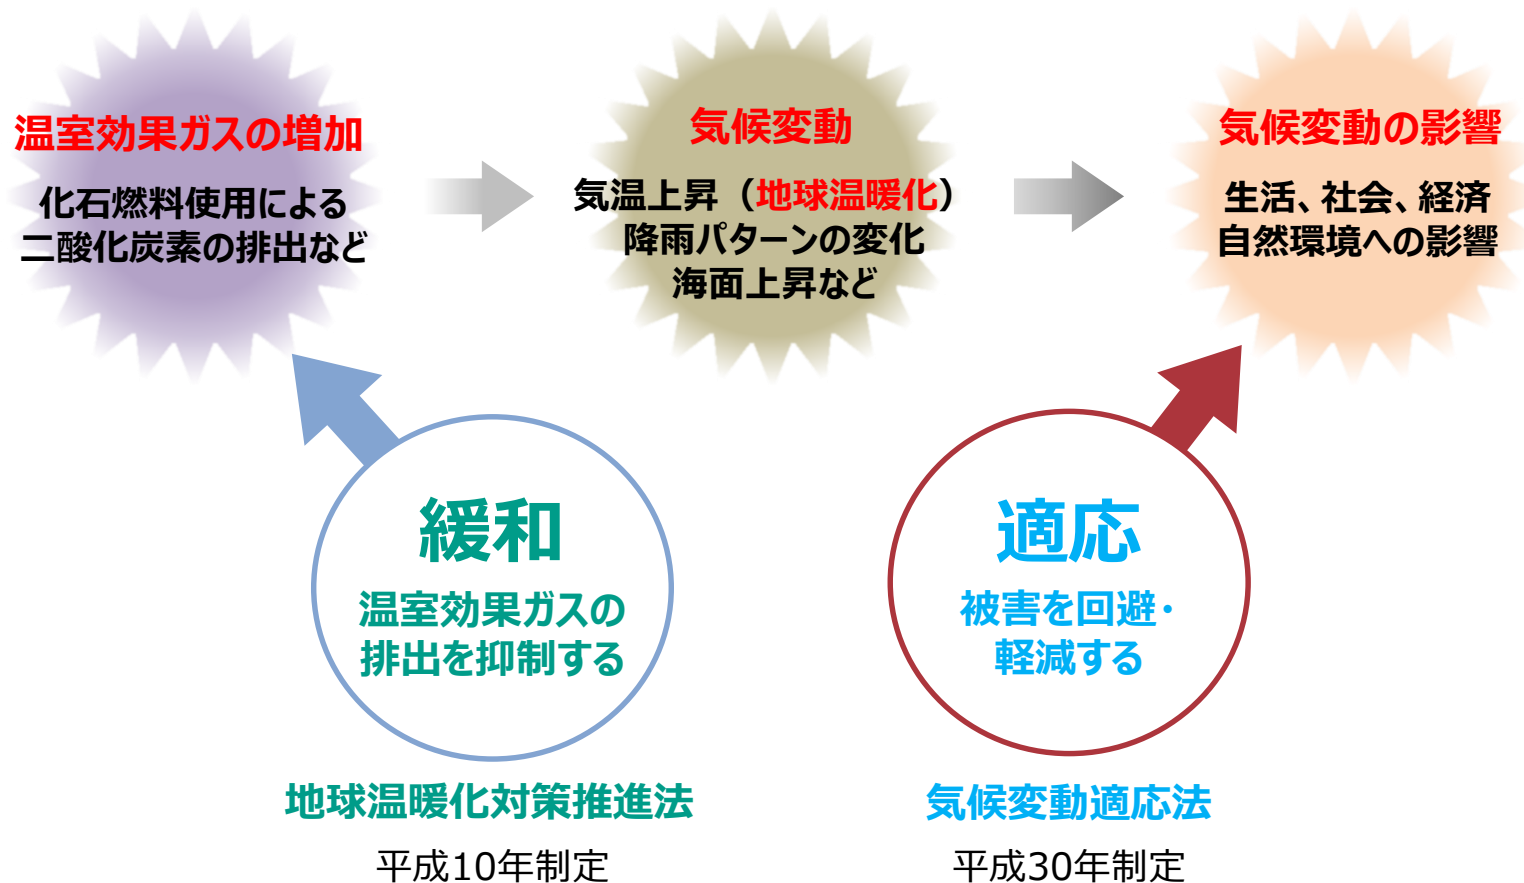 温室効果ガスの増加
化石燃料使用による
二酸化炭素の排出など
気候変動
気温上昇（地球温暖化）
降雨パターンの変化
海面上昇など
気候変動の影響
生活、社会、経済
自然環境への影響
緩和
温室効果ガスの
排出を抑制する
地球温暖化対策推進法
平成10年制定
適応
被害を回避・
軽減する
気候変動適応法
平成30年制定